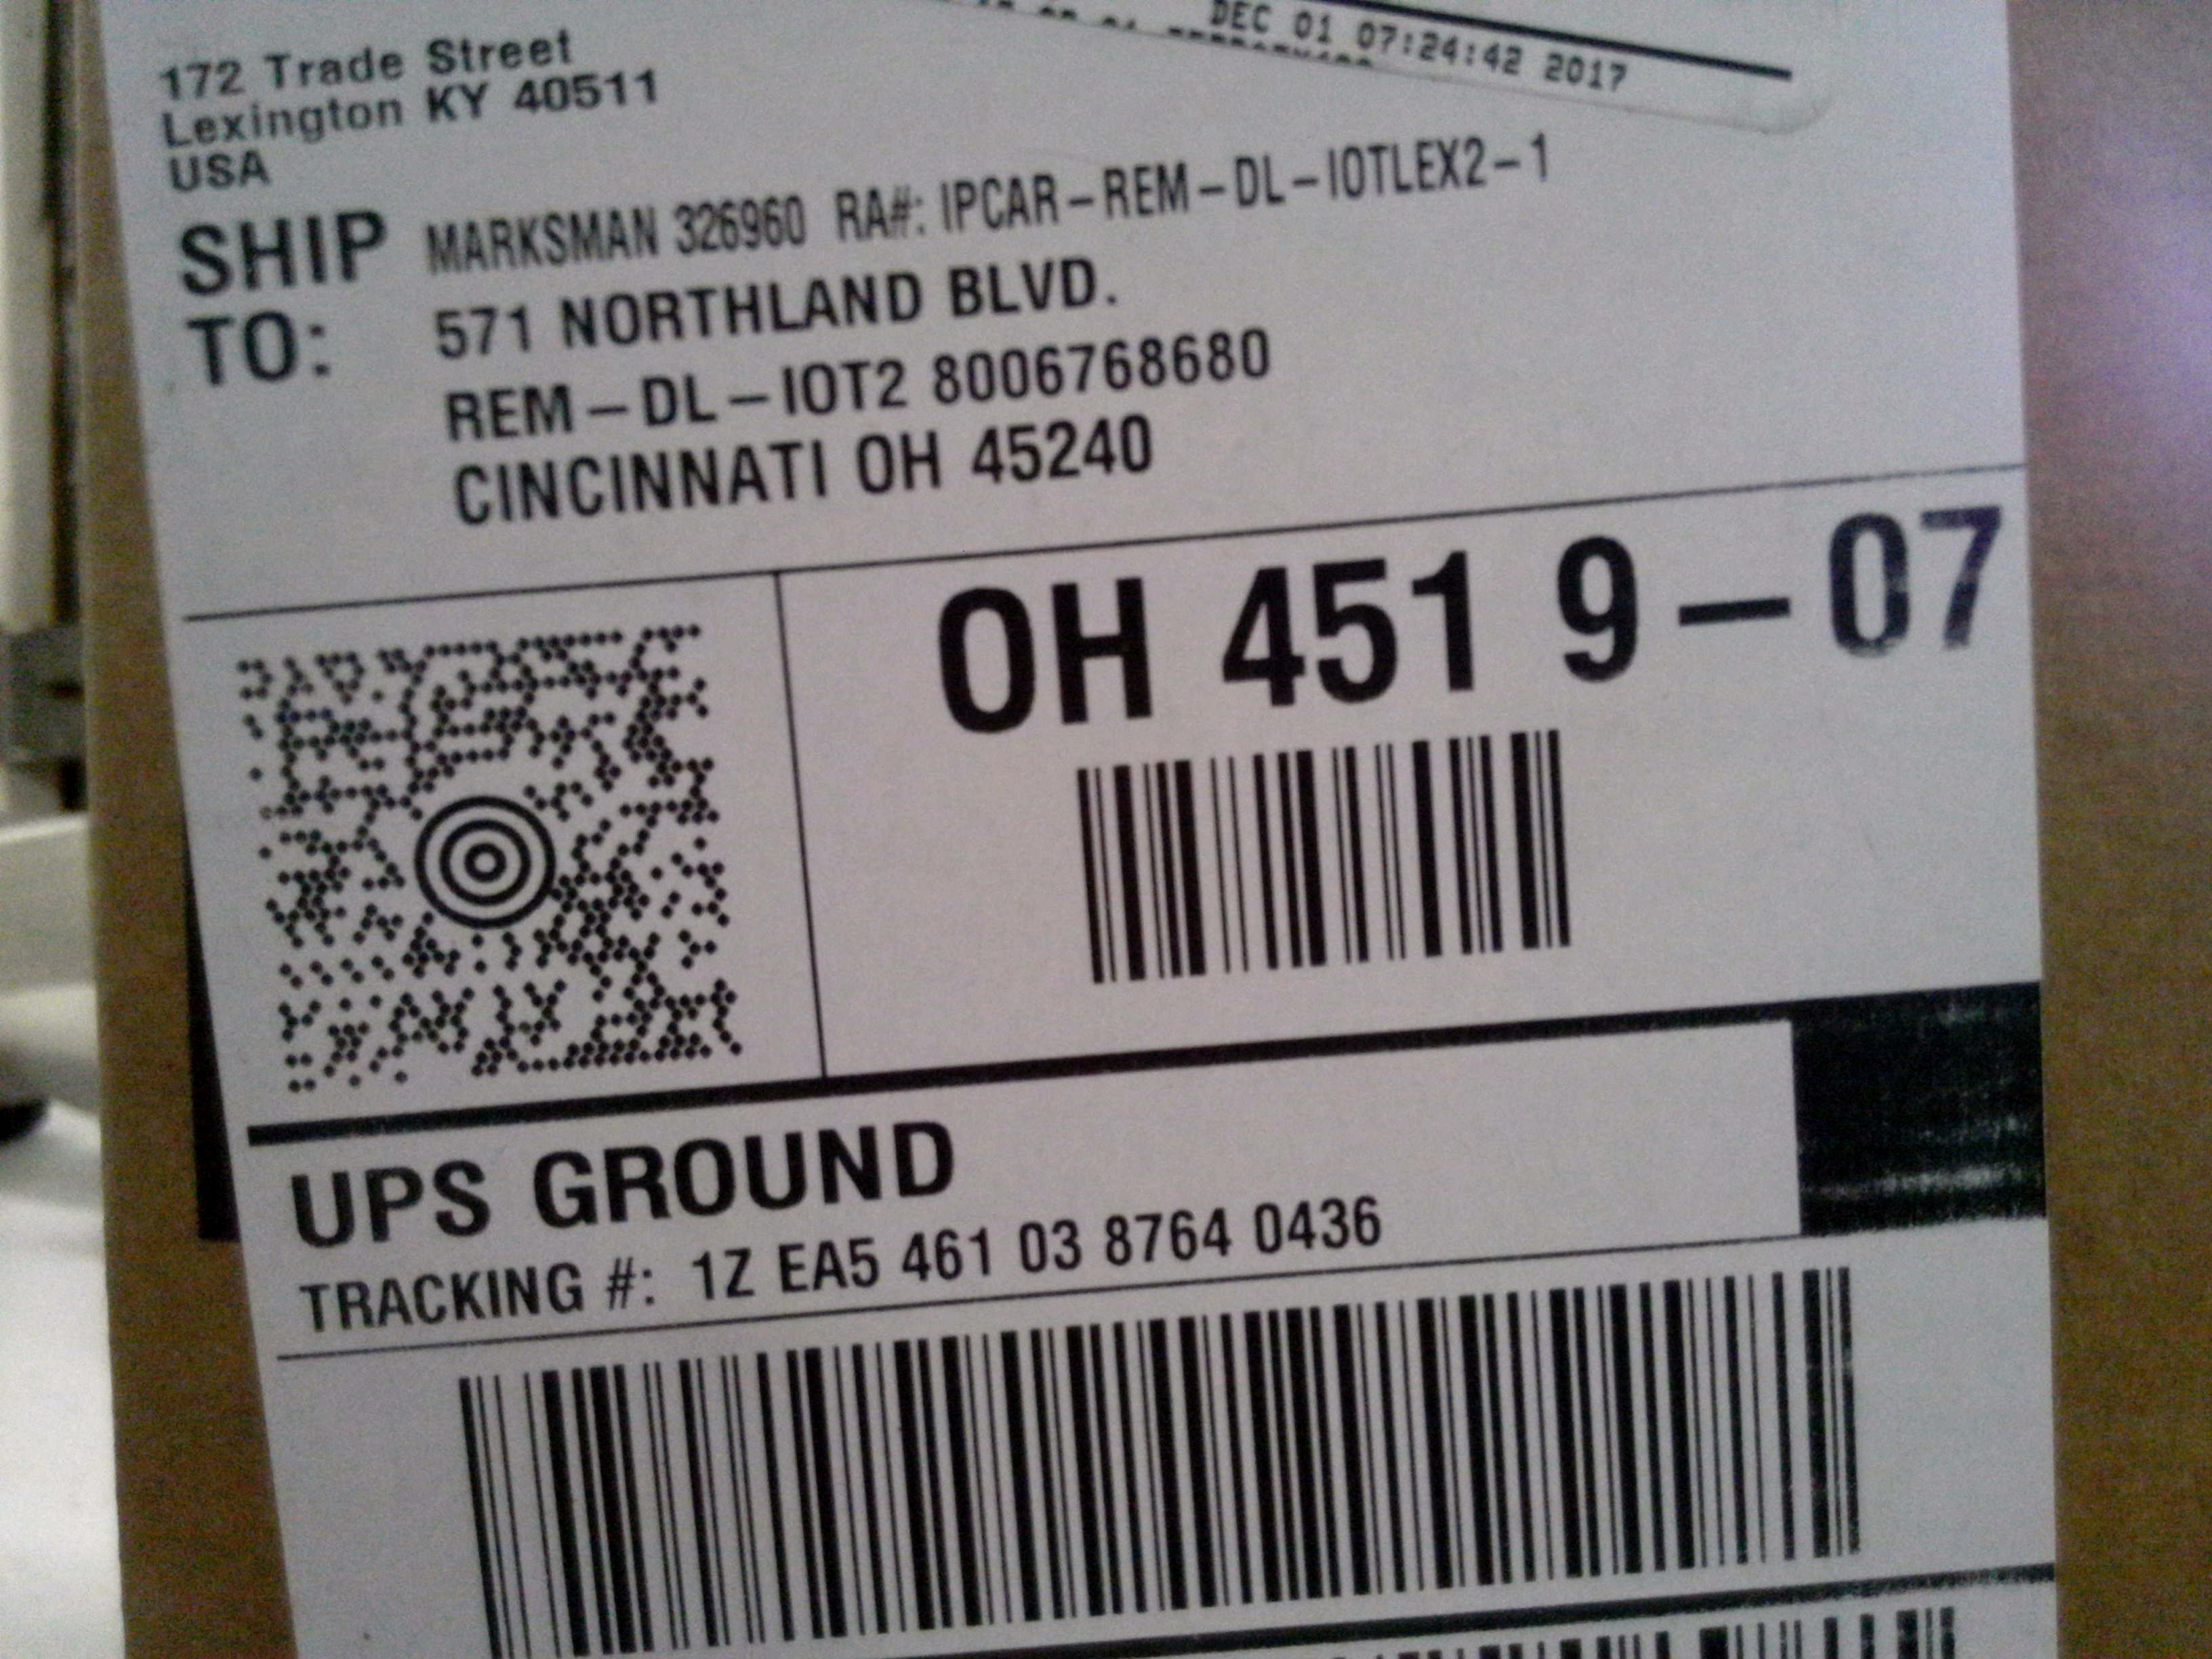 DEC 01 07:24:42 2017
172 Trade Street
Lexington KY 40511
USA
SHIP TO: MARKSMAN 326960 RA#: IPCAR-REM-DL-IOTLEX2-1
571 NORTHLAND BLVD.
REM-DL-IOT2 8006768680
CINCINNATI OH 45240
OH 451 9-07
UPS GROUND
TRACKING #: 1Z EA5 461 03 8764 0436